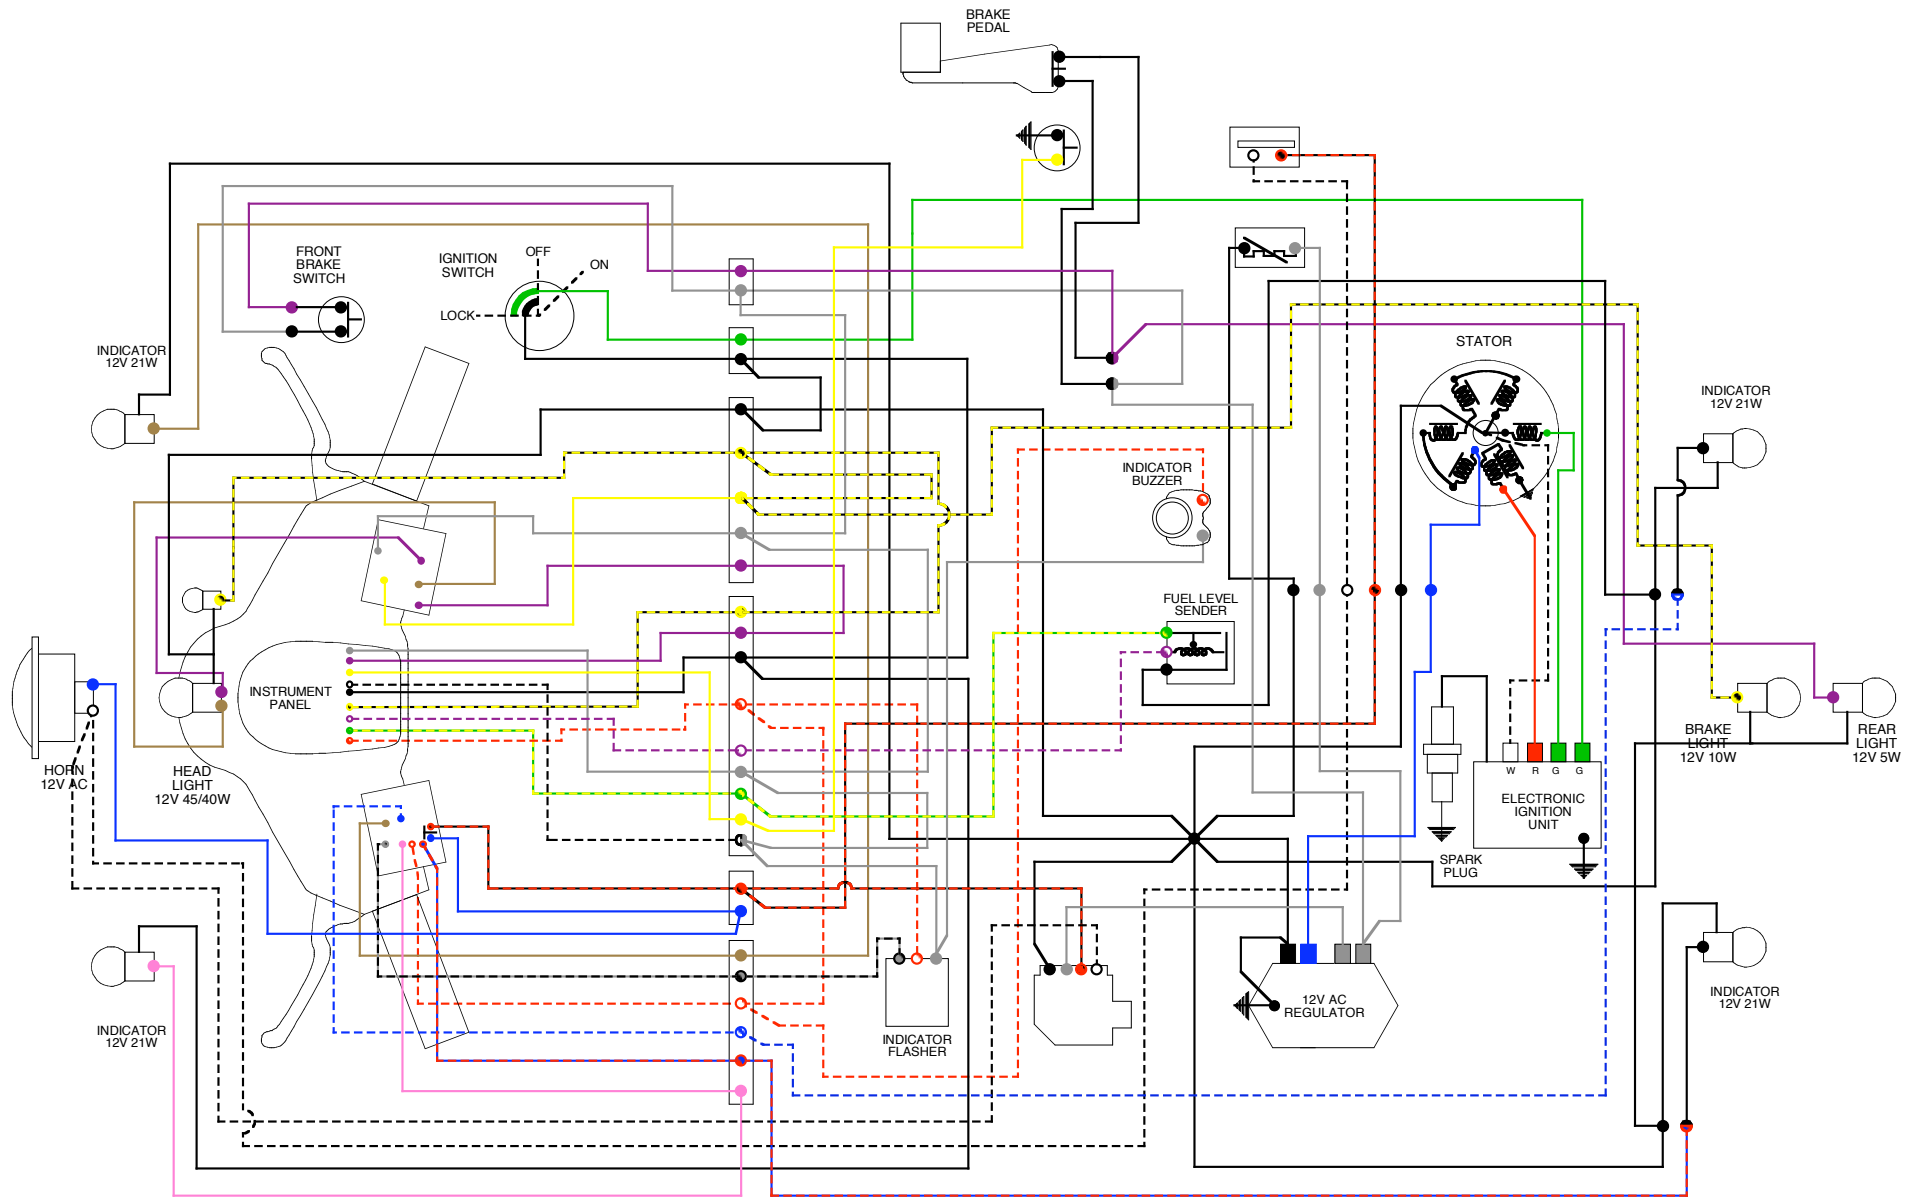 BRAKE
PEDAL
FRONT
BRAKE
SWITCH
IGNITION
SWITCH
OFF
ON
LOCK
INDICATOR
12V 21W
STATOR
INDICATOR
12V 21W
INDICATOR
BUZZER
FUEL LEVEL
SENDER
INSTRUMENT
PANEL
HORN
12V AC
HEAD
LIGHT
12V 45/40W
BRAKE
LIGHT
12V 10W
REAR
LIGHT
12V 5W
W
R
G
G
ELECTRONIC
IGNITION
UNIT
SPARK
PLUG
INDICATOR
12V 21W
INDICATOR
FLASHER
12V AC
REGULATOR
INDICATOR
12V 21W